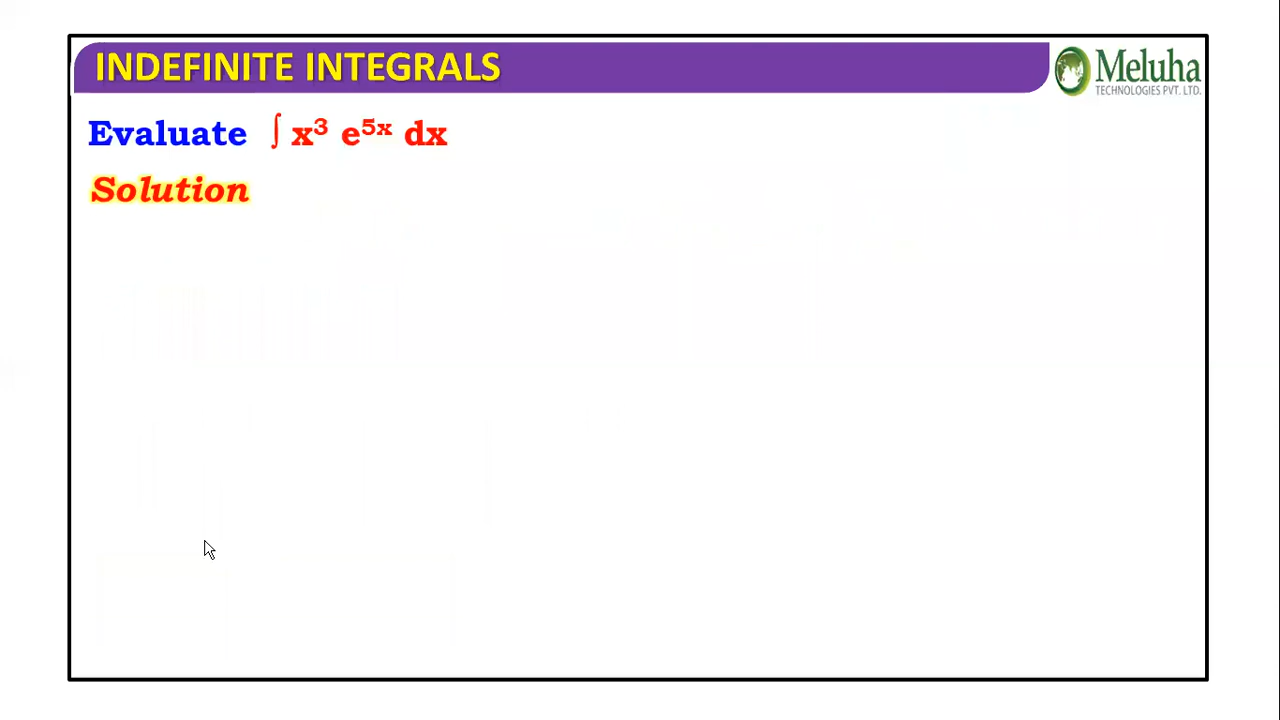 INDEFINITE INTEGRALS
Meluha
TECHNOLOGIES PVT. LTD.
Evaluate ∫ x³ e⁵ˣ dx
Solution